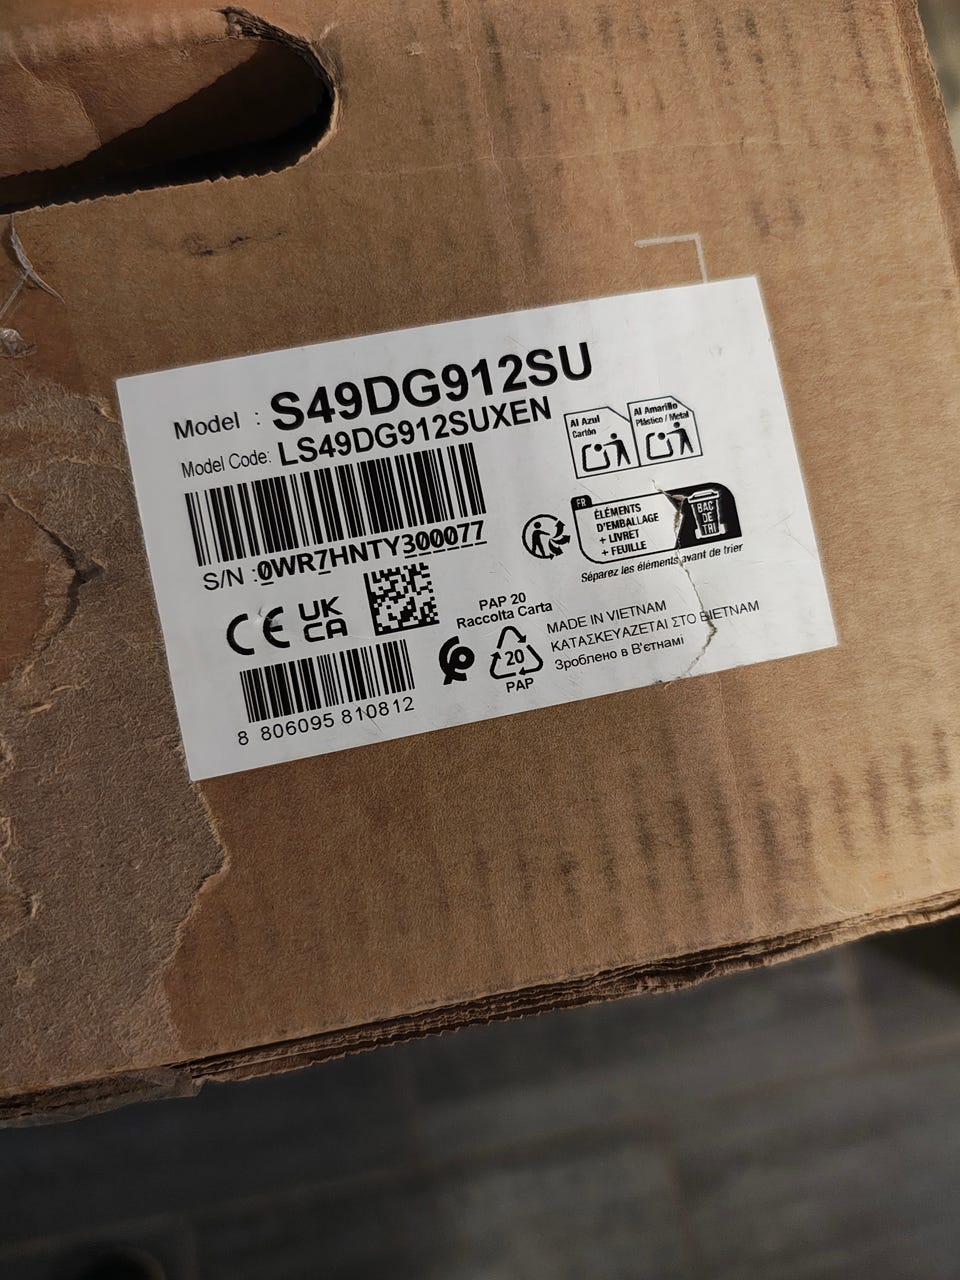 Model : S49DG912SU
Model Code: LS49DG912SUXEN
S/N :0WR7HNTY300077
Al Azul
Cartón
Al Amarillo
Plástico / Metal
FR
ÉLÉMENTS
D'EMBALLAGE
+ LIVRET
+ FEUILLE
BAC
DE
TRI
Séparez les éléments avant de trier
CE
UK
CA
PAP 20
Raccolta Carta
20
PAP
MADE IN VIETNAM
ΚΑΤΑΣΚΕΥΑΖΕΤΑΙ ΣΤΟ ΒΙΕΤΝΑΜ
Зроблено в В'єтнамі
8 806095 810812